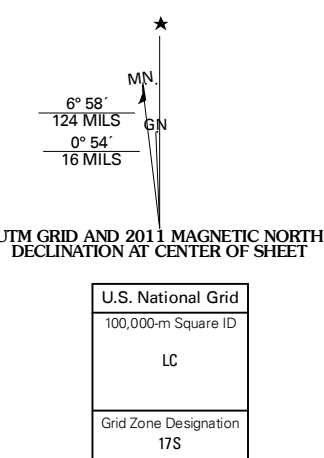 ★
MN.
6° 58´
124 MILS
GN
0° 54´
16 MILS
UTM GRID AND 2011 MAGNETIC NORTH
DECLINATION AT CENTER OF SHEET
U.S. National Grid
100,000-m Square ID
LC
Grid Zone Designation
17S